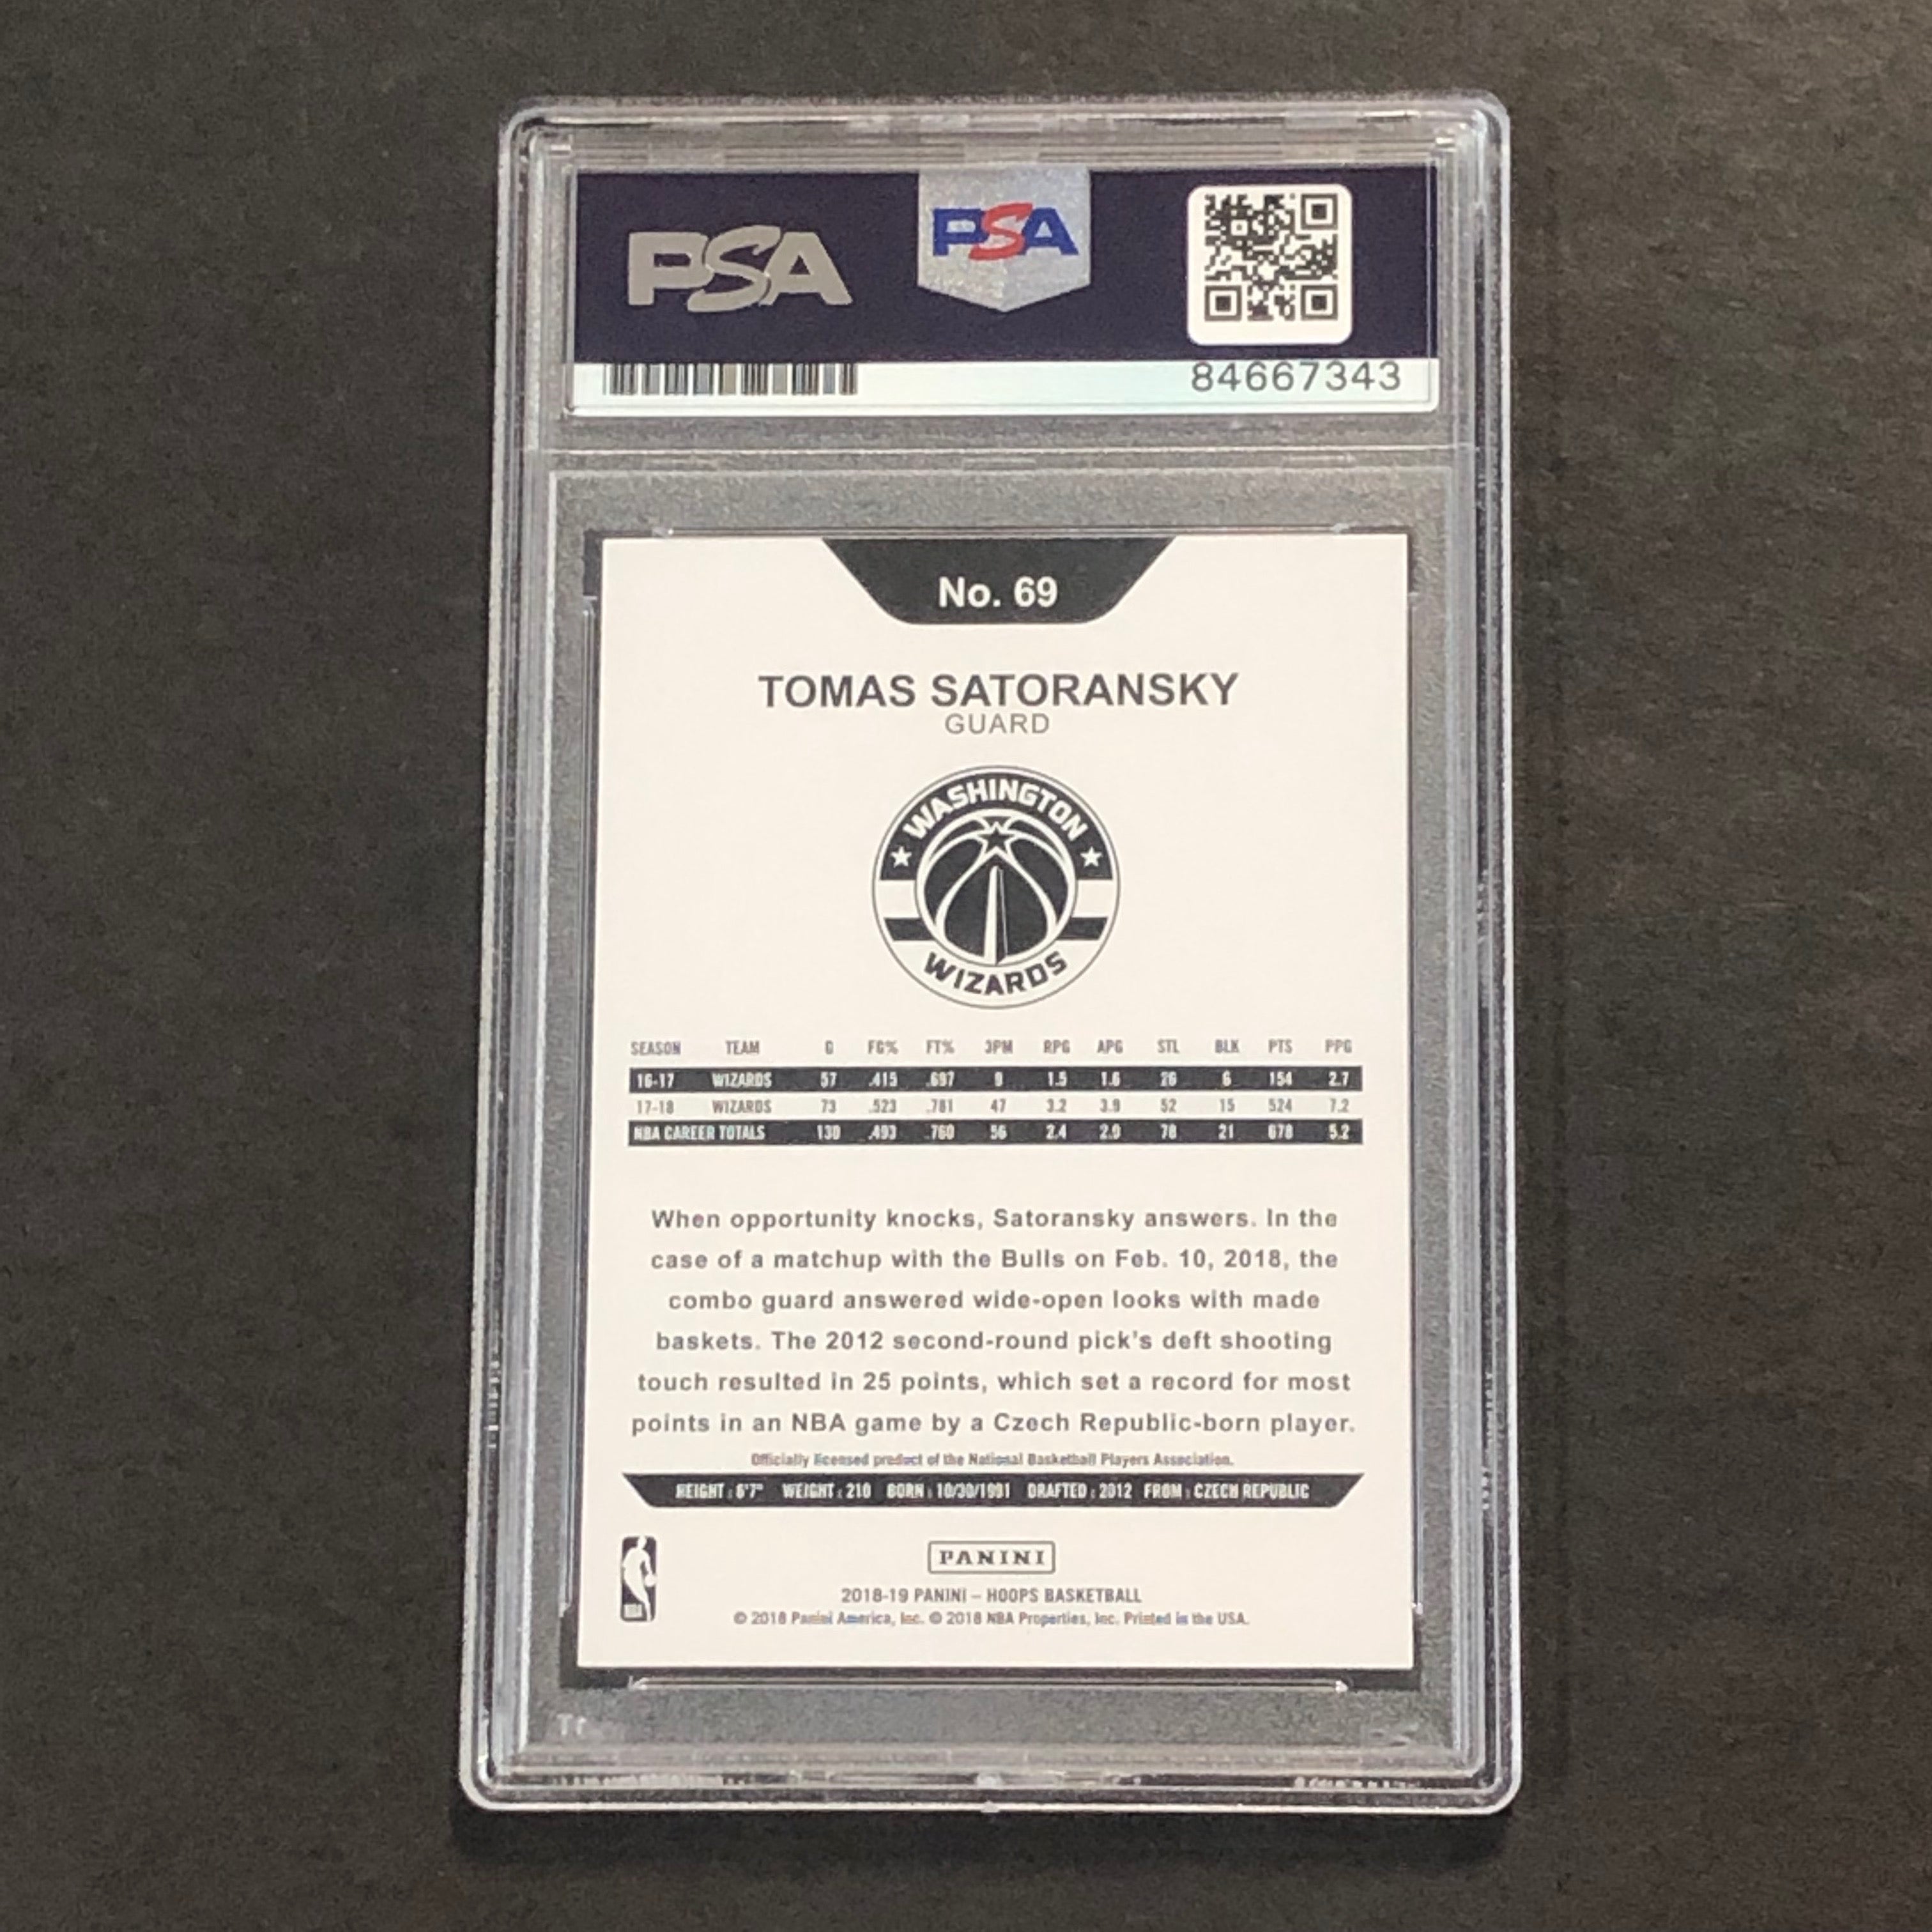 PSA
PSA
84667343
No. 69
TOMAS SATORANSKY
GUARD
WASHINGTON
WIZARDS
SEASON TEAM G FG% FT% 3PM RPG APG STL BLK PTS PPG
16-17 WIZARDS 57 .415 .697 9 1.5 1.6 26 6 154 2.7
17-18 WIZARDS 73 .523 .781 47 3.2 3.9 52 15 524 7.2
NBA CAREER TOTALS 130 .493 .760 56 2.4 2.9 78 21 678 5.2
When opportunity knocks, Satoransky answers. In the
case of a matchup with the Bulls on Feb. 10, 2018, the
combo guard answered wide-open looks with made
baskets. The 2012 second-round pick's deft shooting
touch resulted in 25 points, which set a record for most
points in an NBA game by a Czech Republic-born player.
Officially licensed product of the National Basketball Players Association.
HEIGHT: 6'7" WEIGHT: 210 BORN: 10/30/1991 DRAFTED: 2012 FROM: CZECH REPUBLIC
PANINI
NBA
2018-19 PANINI – HOOPS BASKETBALL
© 2018 Panini America, Inc. © 2018 NBA Properties, Inc. Printed in the USA.